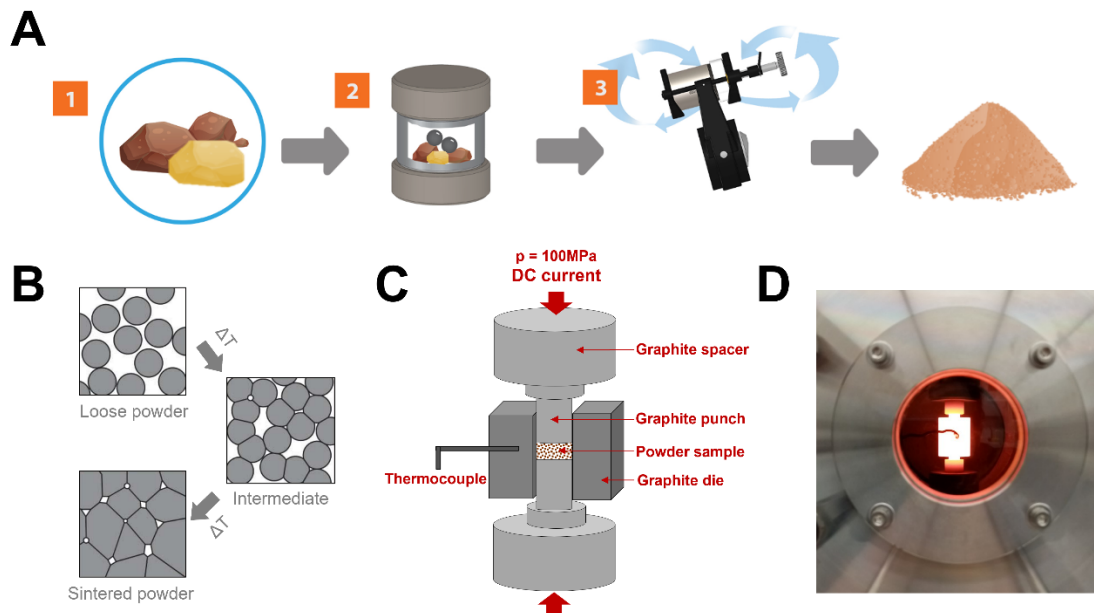 A
1
2
3
B
Loose powder
ΔT
Intermediate
ΔT
Sintered powder
C
p = 100MPa
DC current
Graphite spacer
Graphite punch
Powder sample
Thermocouple
Graphite die
D